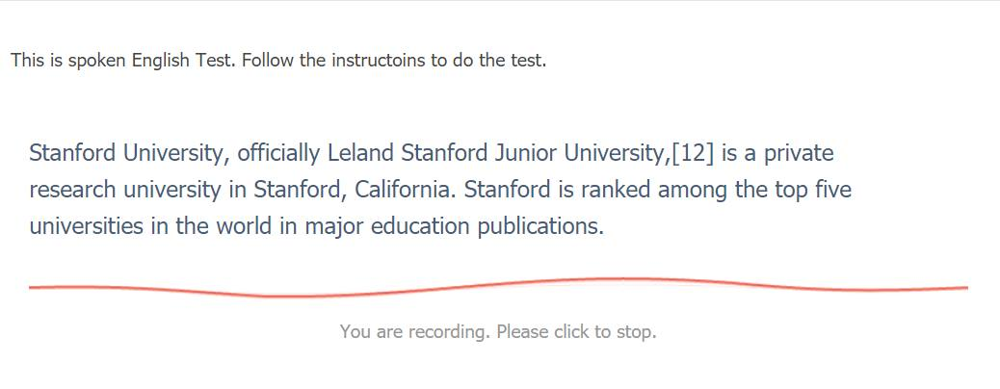 This is spoken English Test. Follow the instructoins to do the test.
Stanford University, officially Leland Stanford Junior University,[12] is a private
research university in Stanford, California. Stanford is ranked among the top five
universities in the world in major education publications.
You are recording. Please click to stop.